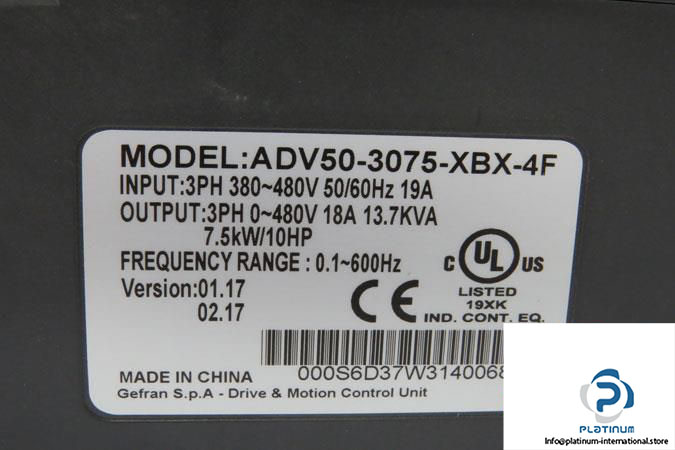 MODEL:ADV50-3075-XBX-4F
INPUT:3PH 380~480V 50/60Hz 19A
OUTPUT:3PH 0~480V 18A 13.7KVA
7.5kW/10HP
FREQUENCY RANGE : 0.1~600Hz
Version:01.17
02.17
C UL US
LISTED
19XK
IND. CONT. EQ.
CE
000S6D37W3140068
MADE IN CHINA
Gefran S.p.A - Drive & Motion Control Unit
PLATINUM
info@platinum-international.store